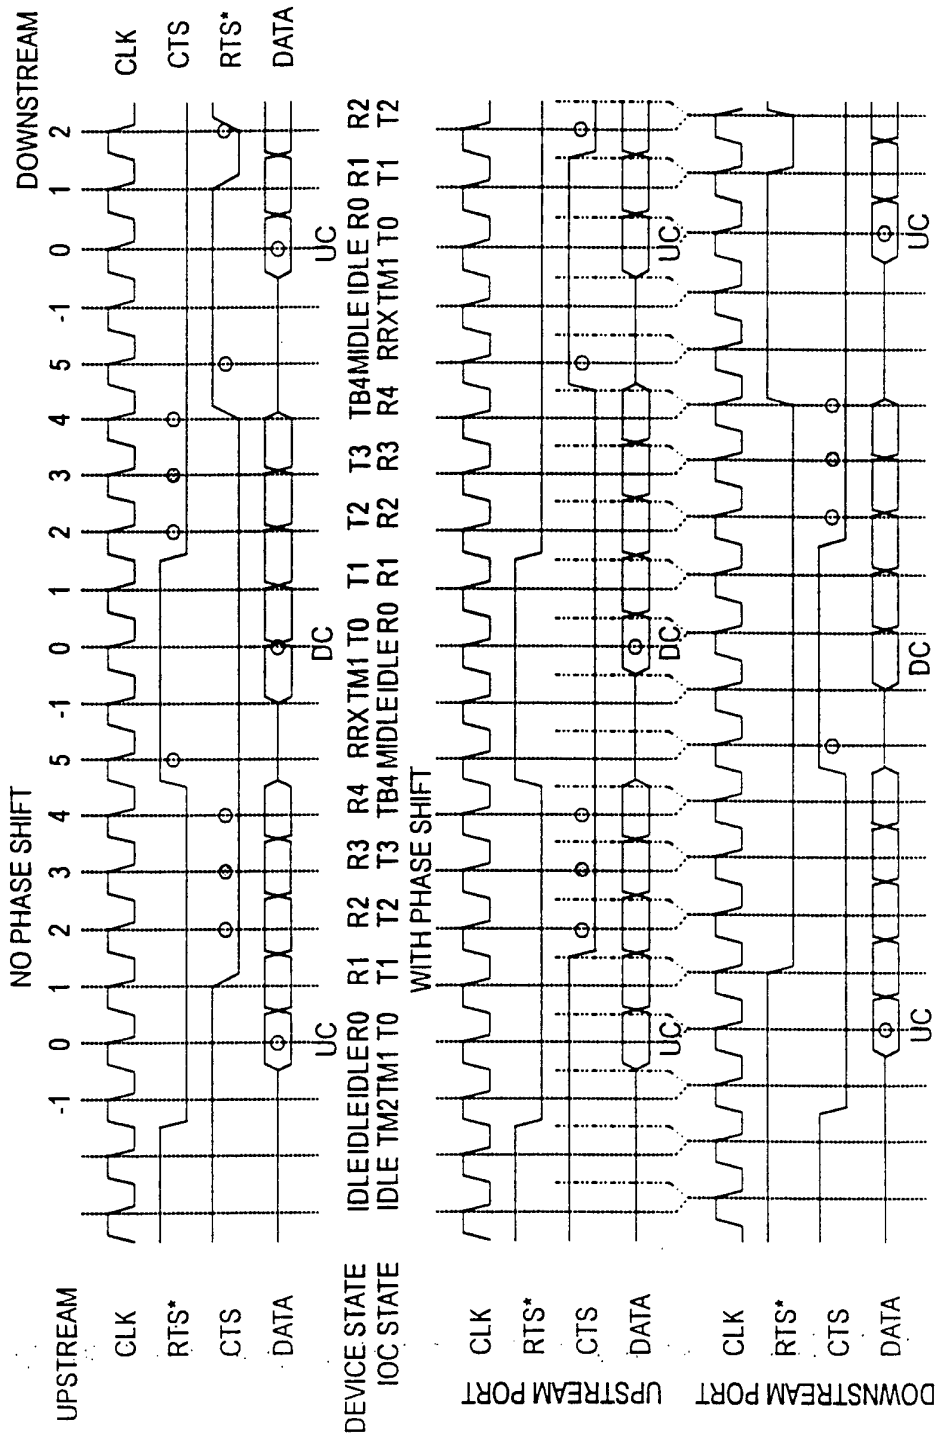 NO PHASE SHIFT
UPSTREAM -1 0 1 2 3 4 5 -1 0 1 2 3 4 5 -1 0 1 2 DOWNSTREAM
CLK CLK
RTS* CTS
CTS RTS*
DATA DATA
UC DC UC
DEVICE STATE IDLE IDLE IDLE R0 R1 R2 R3 R4 RRX TM1 T0 T1 T2 T3 TB4 MIDLE IDLE R0 R1 R2
IOC STATE IDLE TM2 TM1 T0 T1 T2 T3 TB4 MIDLE IDLE R0 R1 R2 R3 R4 RRX TM1 T0 T1 T2
WITH PHASE SHIFT
UPSTREAM PORT
CLK
RTS*
CTS
DATA
UC DC UC
DOWNSTREAM PORT
CLK
RTS*
CTS
DATA
UC DC UC